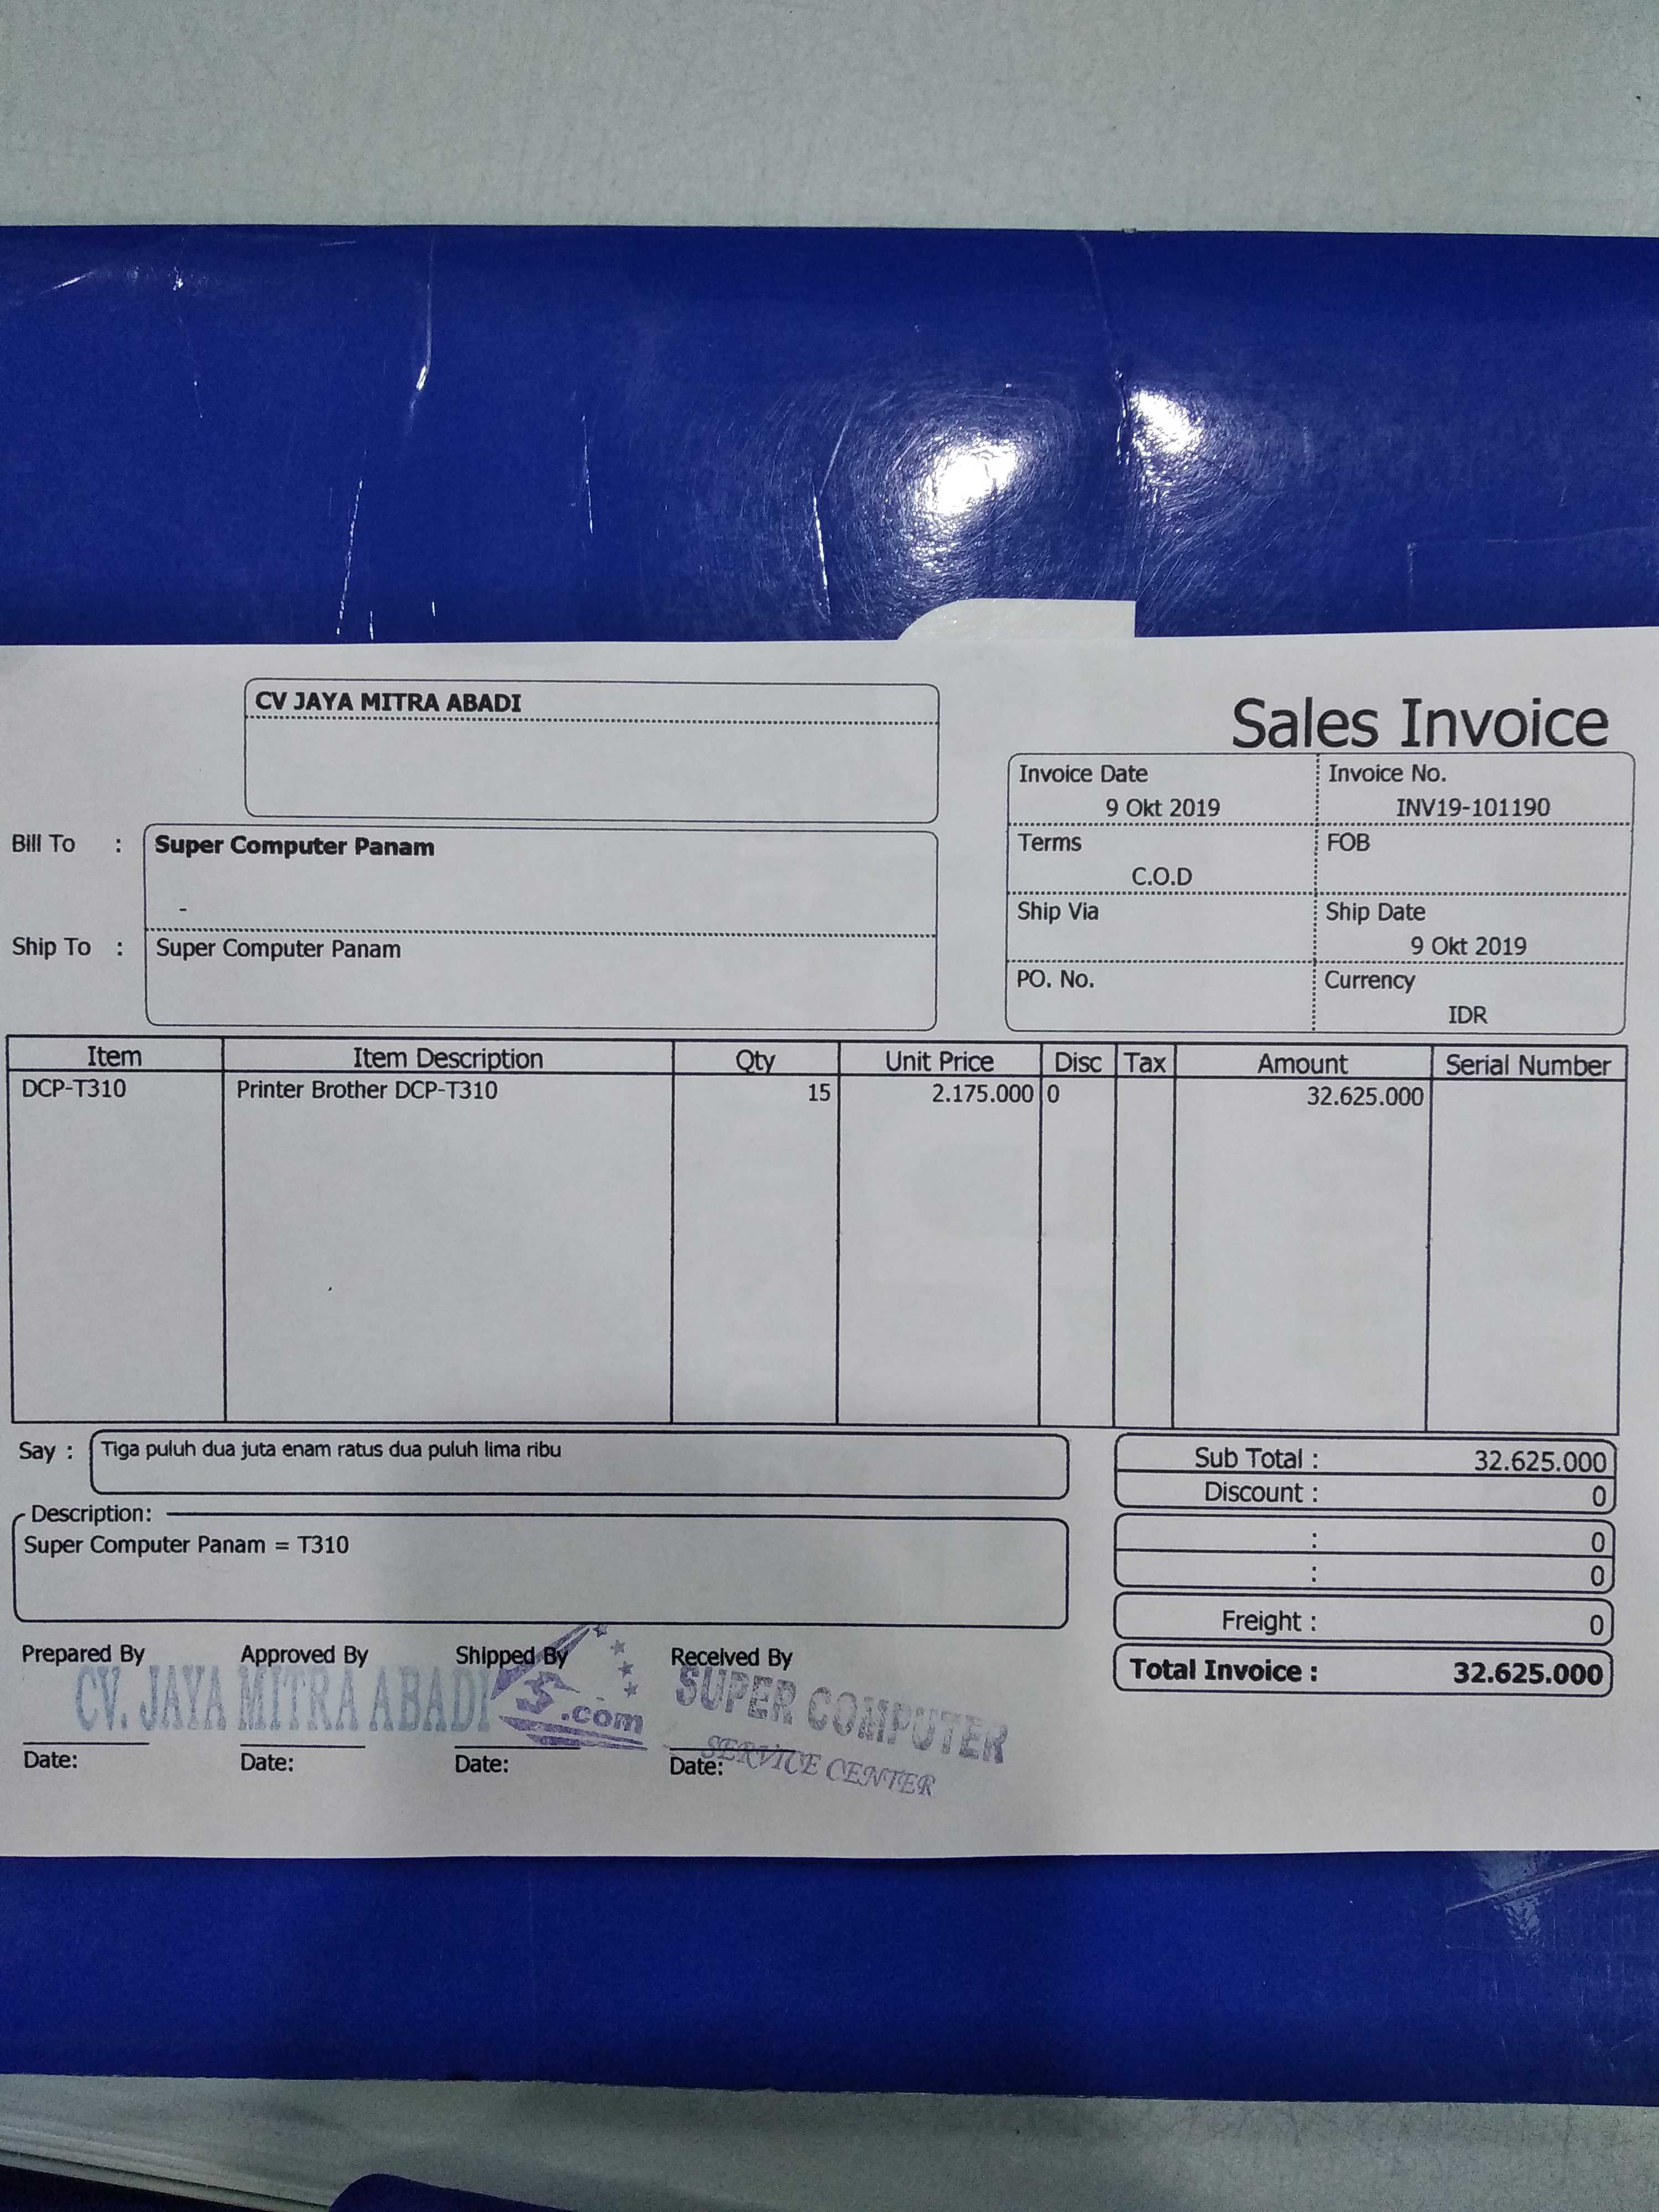 CV JAYA MITRA ABADI
Sales Invoice
Invoice Date
9 Okt 2019
Invoice No.
INV19-101190
Terms
C.O.D
FOB
Ship Via
Ship Date
9 Okt 2019
PO. No.
Currency
IDR
Bill To : Super Computer Panam
-
Ship To : Super Computer Panam
Item Item Description Qty Unit Price Disc Tax Amount Serial Number
DCP-T310 Printer Brother DCP-T310 15 2.175.000 0 32.625.000
Say : Tiga puluh dua juta enam ratus dua puluh lima ribu
Description:
Super Computer Panam = T310
Sub Total : 32.625.000
Discount : 0
: 0
: 0
Freight : 0
Total Invoice : 32.625.000
Prepared By Approved By Shipped By Received By
CV. JAYA MITRA ABADI
S.com
SUPER COMPUTER
SERVICE CENTER
Date: Date: Date: Date: